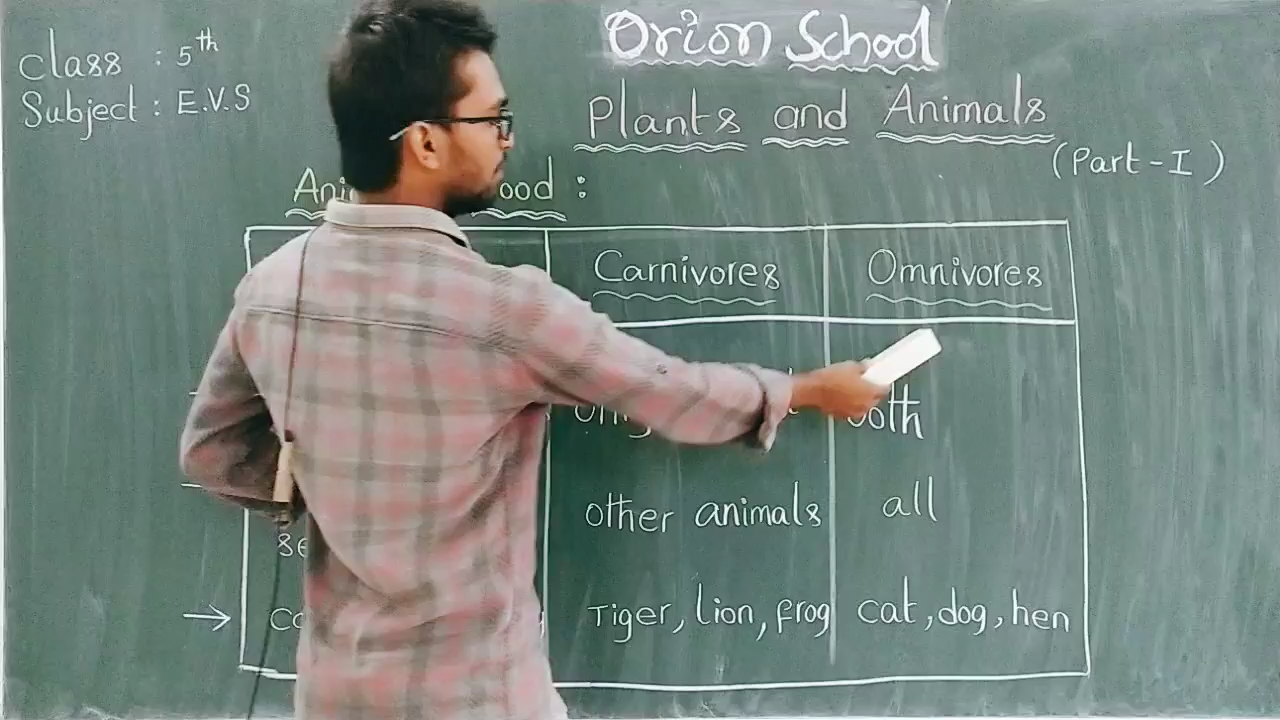 Orion School
class : 5th
Subject : E.V.S
Plants and Animals
(Part-I)
:
Carnivores Omnivores
both
other animals all
Tiger, lion, frog cat, dog, hen